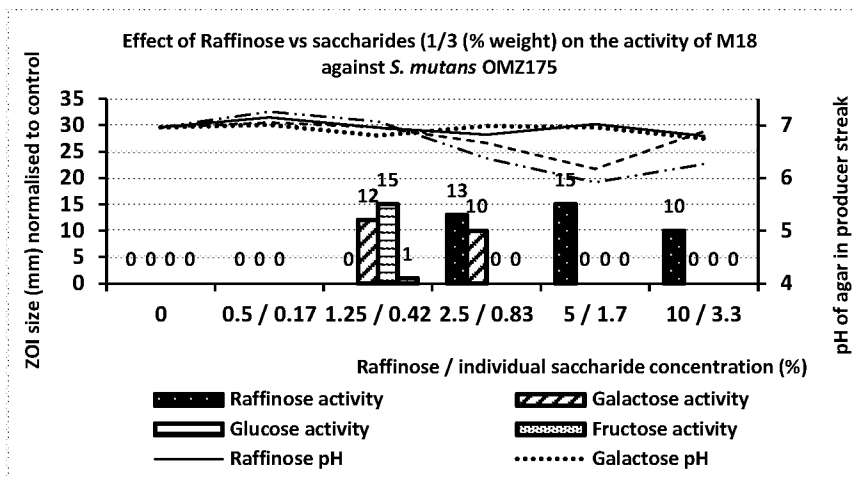 Effect of Raffinose vs saccharides (1/3 (% weight) on the activity of M18
against S. mutans OMZ175
ZOI size (mm) normalised to control
35
30
25
20
15
10
5
0
7
6
5
4
pH of agar in producer streak
0 0 0 0
0 0 0
0 12 15 1
13 10 0 0
15 0 0 0
10 0 0 0
0 0.5 / 0.17 1.25 / 0.42 2.5 / 0.83 5 / 1.7 10 / 3.3
Raffinose / individual saccharide concentration (%)
Raffinose activity Galactose activity
Glucose activity Fructose activity
Raffinose pH Galactose pH